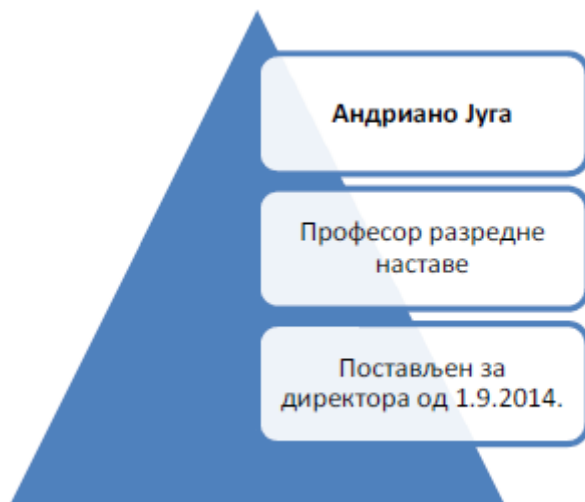 Андриано Југа
Професор разредне
наставе
Постављен за
директора од 1.9.2014.